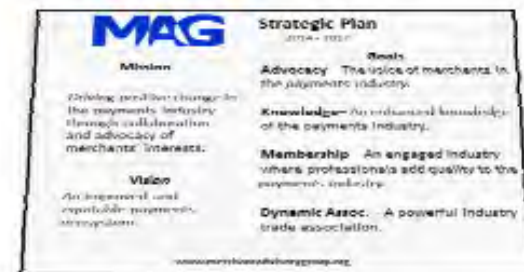 MAG
Strategic Plan
2014 - 2017
Mission
Driving positive change in
the payments industry
through collaboration
and advocacy of
merchants' interests.
Vision
An improved and
equitable payments
ecosystem.
Goals
Advocacy The voice of merchants in
the payments industry.
Knowledge– An enhanced knowledge
of the payments industry.
Membership An engaged industry
where professionals add quality to the
payments industry.
Dynamic Assoc. A powerful industry
trade association.
www.merchantadvisorygroup.org